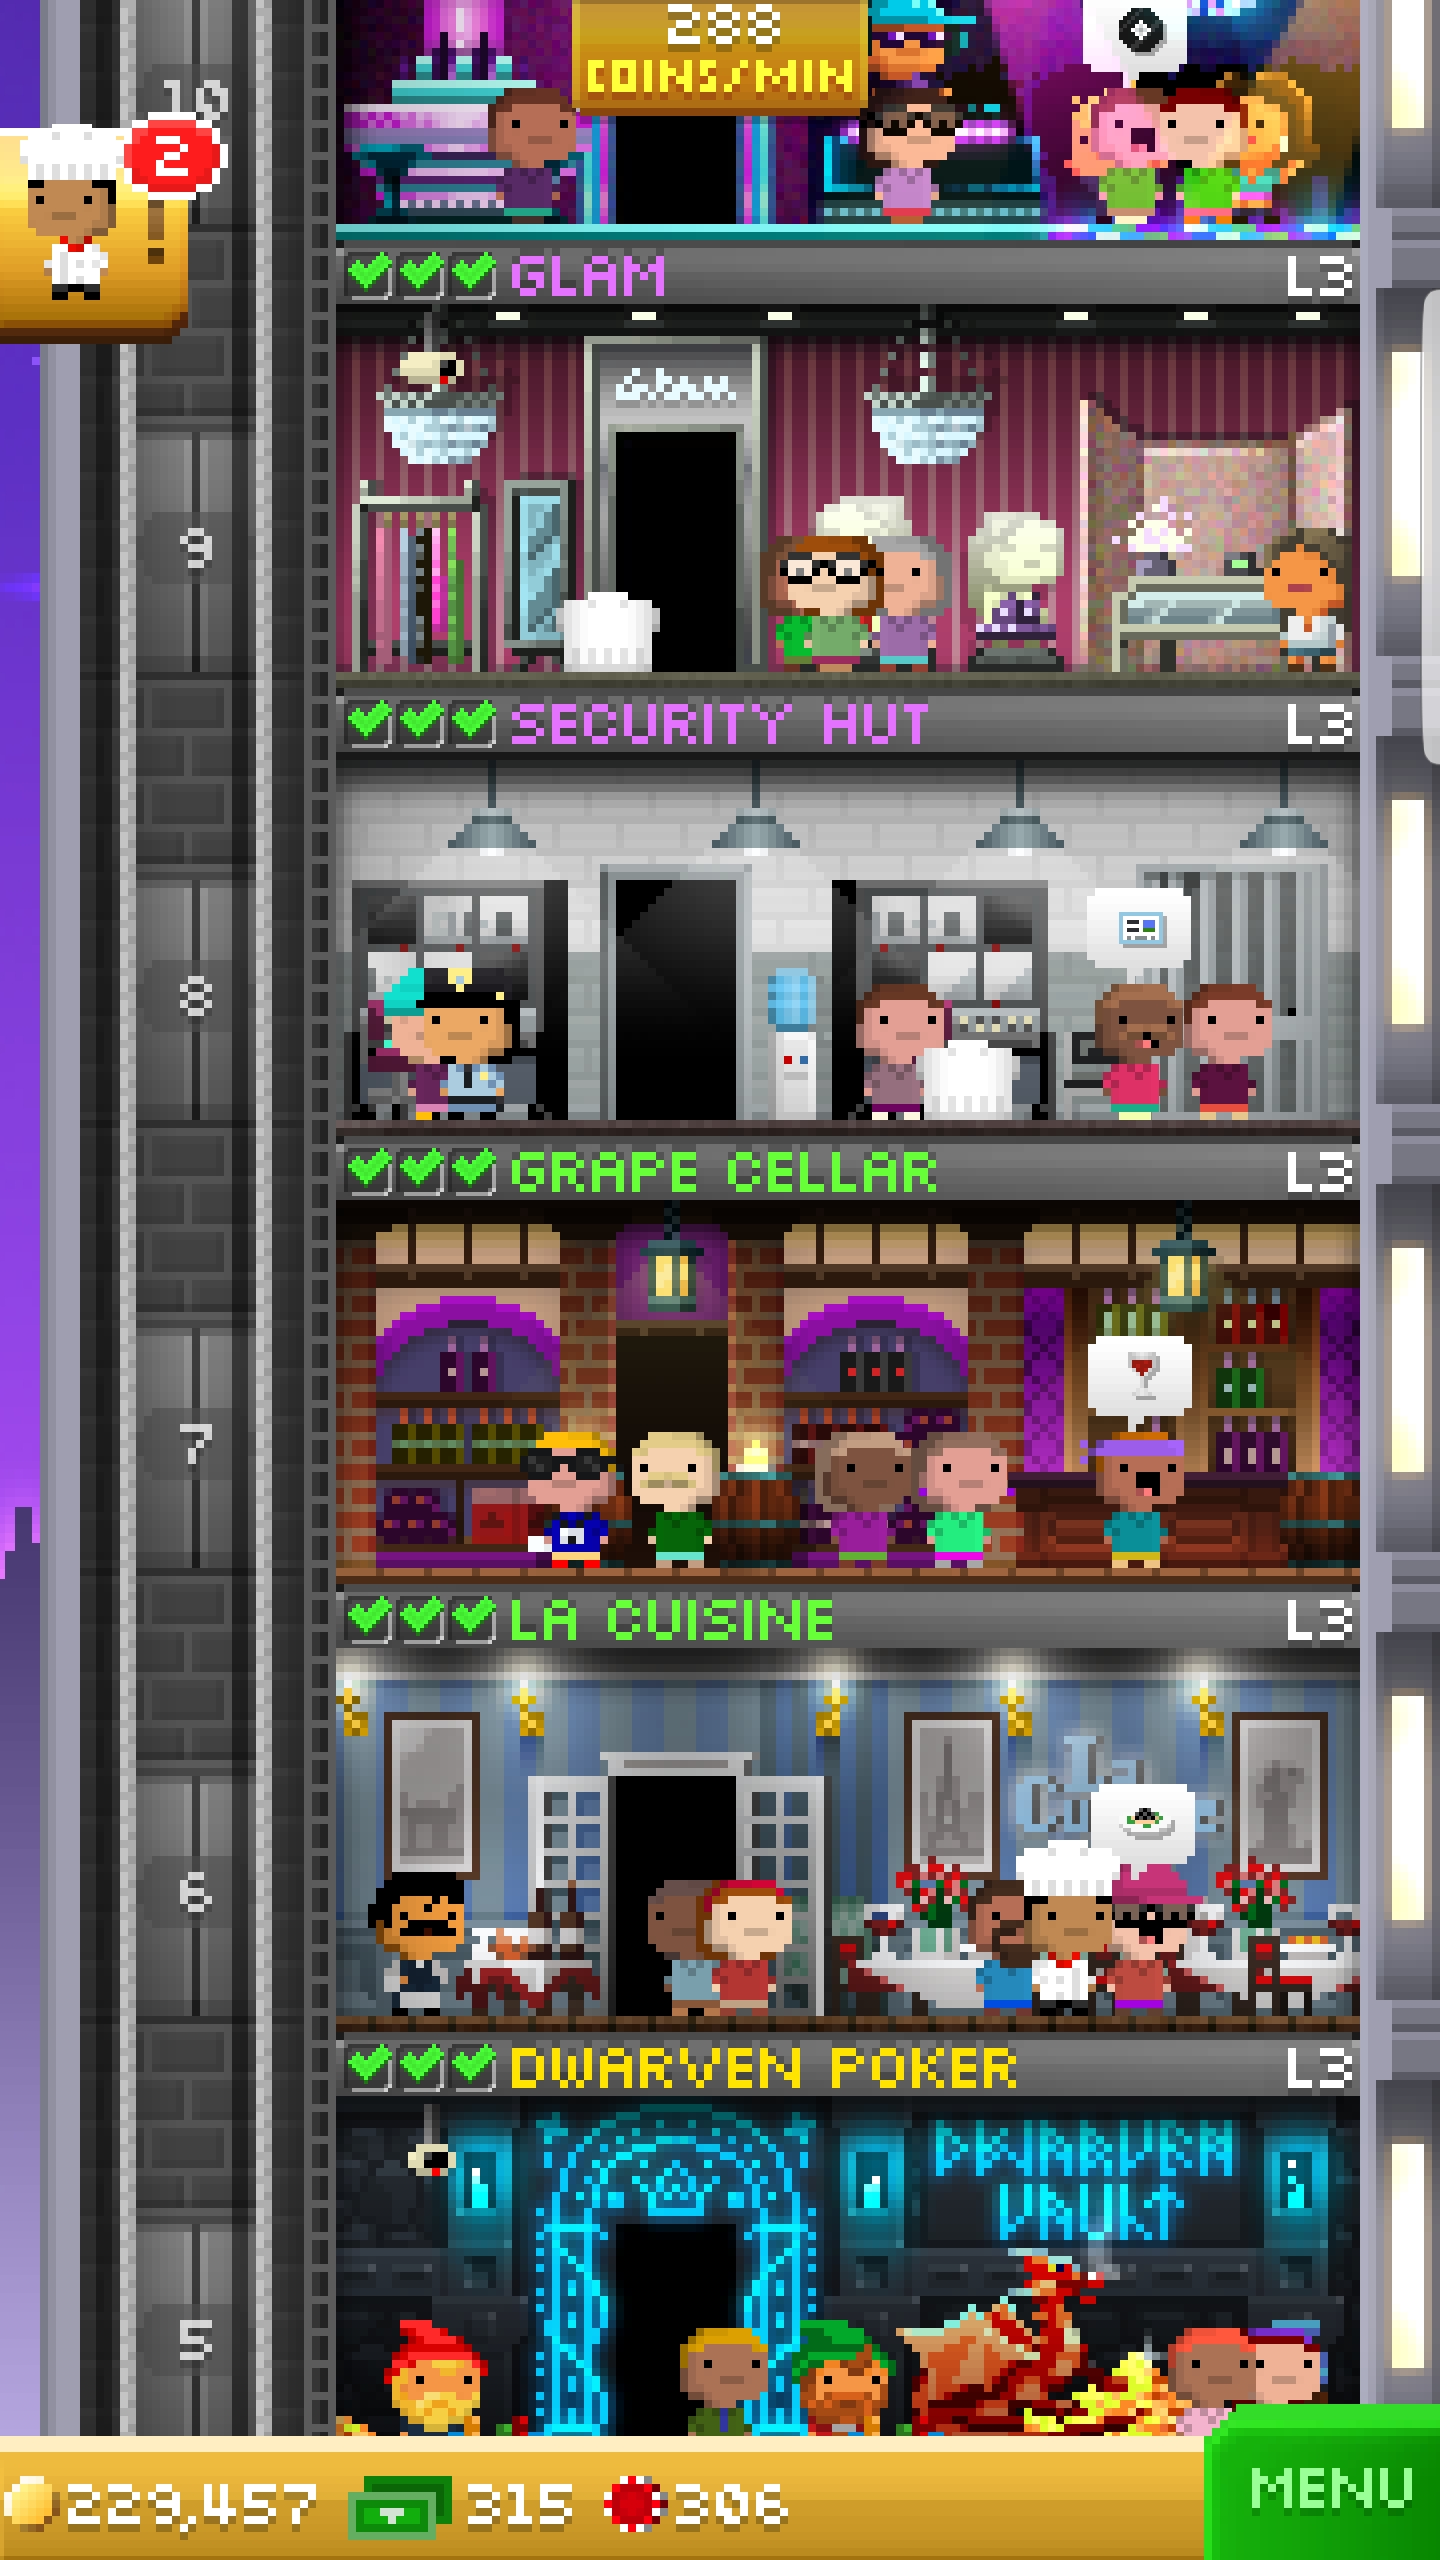 288
COINS/MIN
10
2
GLAM L3
Glam
9
SECURITY HUT L3
8
GRAPE CELLAR L3
7
LA CUISINE L3
La
6
DWARVEN POKER L3
DWARVEN
VAULT
5
229,457 315 306
MENU